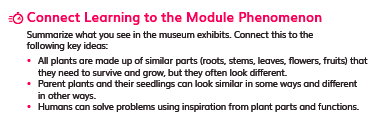 Connect Learning to the Module Phenomenon
Summarize what you see in the museum exhibits. Connect this to the
following key ideas:
• All plants are made up of similar parts (roots, stems, leaves, flowers, fruits) that
they need to survive and grow, but they often look different.
• Parent plants and their seedlings can look similar in some ways and different
in other ways.
• Humans can solve problems using inspiration from plant parts and functions.